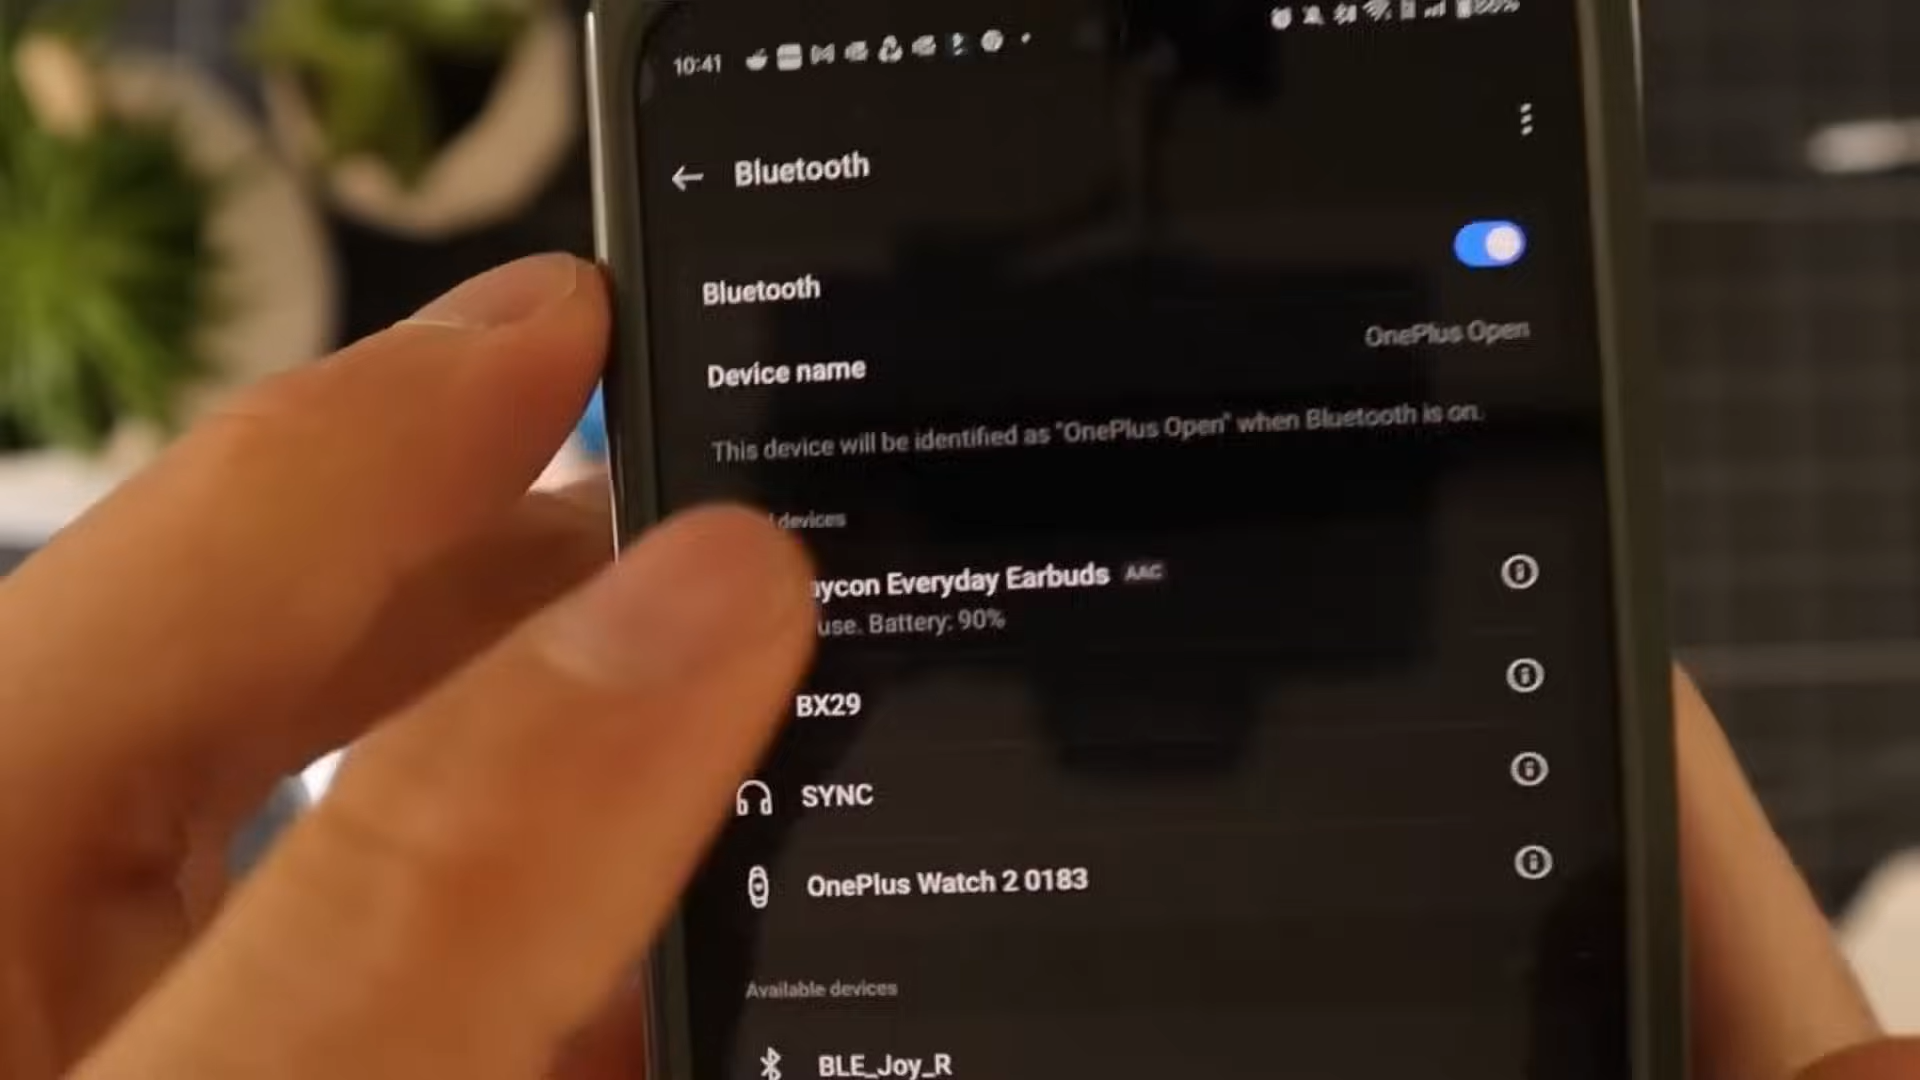 10:41
Bluetooth
Bluetooth
OnePlus Open
Device name
This device will be identified as "OnePlus Open" when Bluetooth is on.
devices
ycon Everyday Earbuds AAC
use. Battery: 90%
BX29
SYNC
OnePlus Watch 2 0183
Available devices
BLE_Joy_R